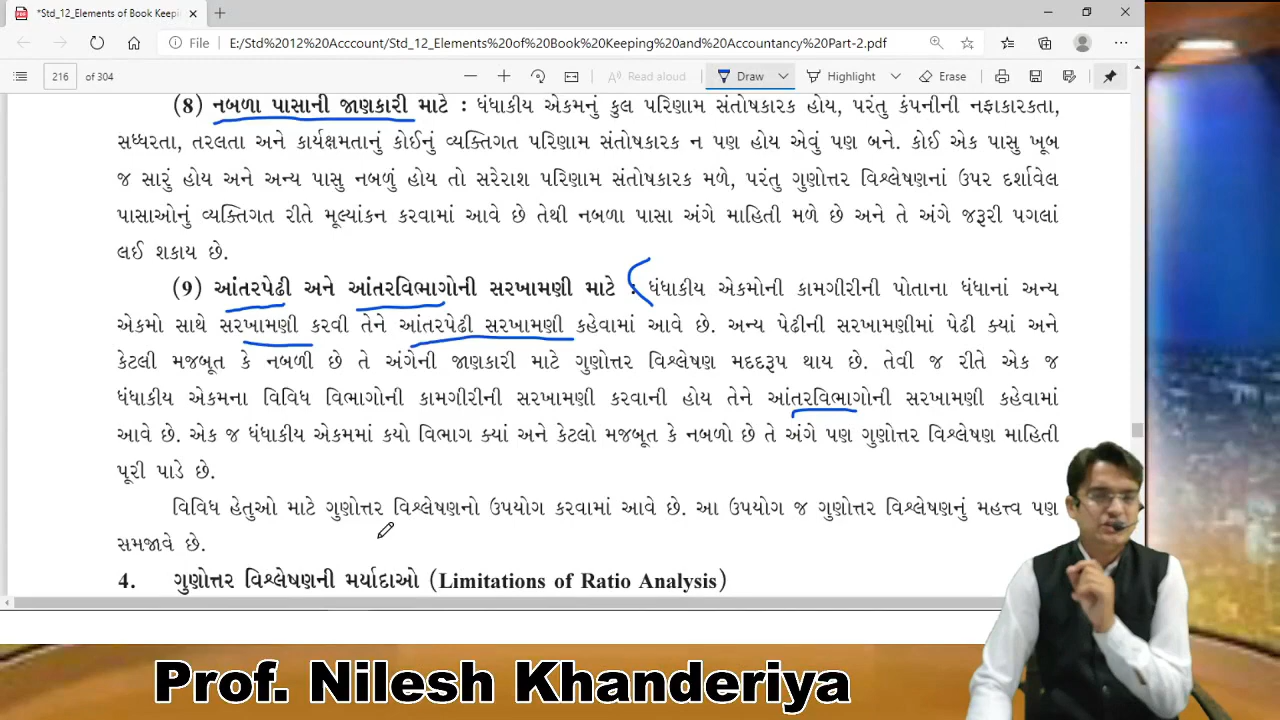 *Std_12_Elements of Book Keepin
File
E:/Std%2012%20Acccount/Std_12_Elements%20of%20Book%20Keeping%20and%20Accountancy%20Part-2.pdf
216 of 304
Read aloud
Draw
Highlight
Erase
(8) નબળા પાસાની જાણકારી માટે : ધંધાકીય એકમનું કુલ પરિણામ સંતોષકારક હોય, પરંતુ કંપનીની નફાકારકતા,
સધ્ધરતા, તરલતા અને કાર્યક્ષમતાનું કોઈનું વ્યક્તિગત પરિણામ સંતોષકારક ન પણ હોય એવું પણ બને. કોઈ એક પાસુ ખૂબ
જ સારું હોય અને અન્ય પાસુ નબળું હોય તો સરેરાશ પરિણામ સંતોષકારક મળે, પરંતુ ગુણોત્તર વિશ્લેષણનાં ઉપર દર્શાવેલ
પાસાઓનું વ્યક્તિગત રીતે મૂલ્યાંકન કરવામાં આવે છે તેથી નબળા પાસા અંગે માહિતી મળે છે અને તે અંગે જરૂરી પગલાં
લઈ શકાય છે.
(9) આંતરપેઢી અને આંતરવિભાગોની સરખામણી માટે : ધંધાકીય એકમોની કામગીરીની પોતાના ધંધાનાં અન્ય
એકમો સાથે સરખામણી કરવી તેને આંતરપેઢી સરખામણી કહેવામાં આવે છે. અન્ય પેઢીની સરખામણીમાં પેઢી ક્યાં અને
કેટલી મજબૂત કે નબળી છે તે અંગેની જાણકારી માટે ગુણોત્તર વિશ્લેષણ મદદરૂપ થાય છે. તેવી જ રીતે એક જ
ધંધાકીય એકમના વિવિધ વિભાગોની કામગીરીની સરખામણી કરવાની હોય તેને આંતરવિભાગોની સરખામણી કહેવામાં
આવે છે. એક જ ધંધાકીય એકમમાં કયો વિભાગ ક્યાં અને કેટલો મજબૂત કે નબળો છે તે અંગે પણ ગુણોત્તર વિશ્લેષણ માહિતી
પૂરી પાડે છે.
વિવિધ હેતુઓ માટે ગુણોત્તર વિશ્લેષણનો ઉપયોગ કરવામાં આવે છે. આ ઉપયોગ જ ગુણોત્તર વિશ્લેષણનું મહત્ત્વ પણ
સમજાવે છે.
4. ગુણોત્તર વિશ્લેષણની મર્યાદાઓ (Limitations of Ratio Analysis)
Prof. Nilesh Khanderiya